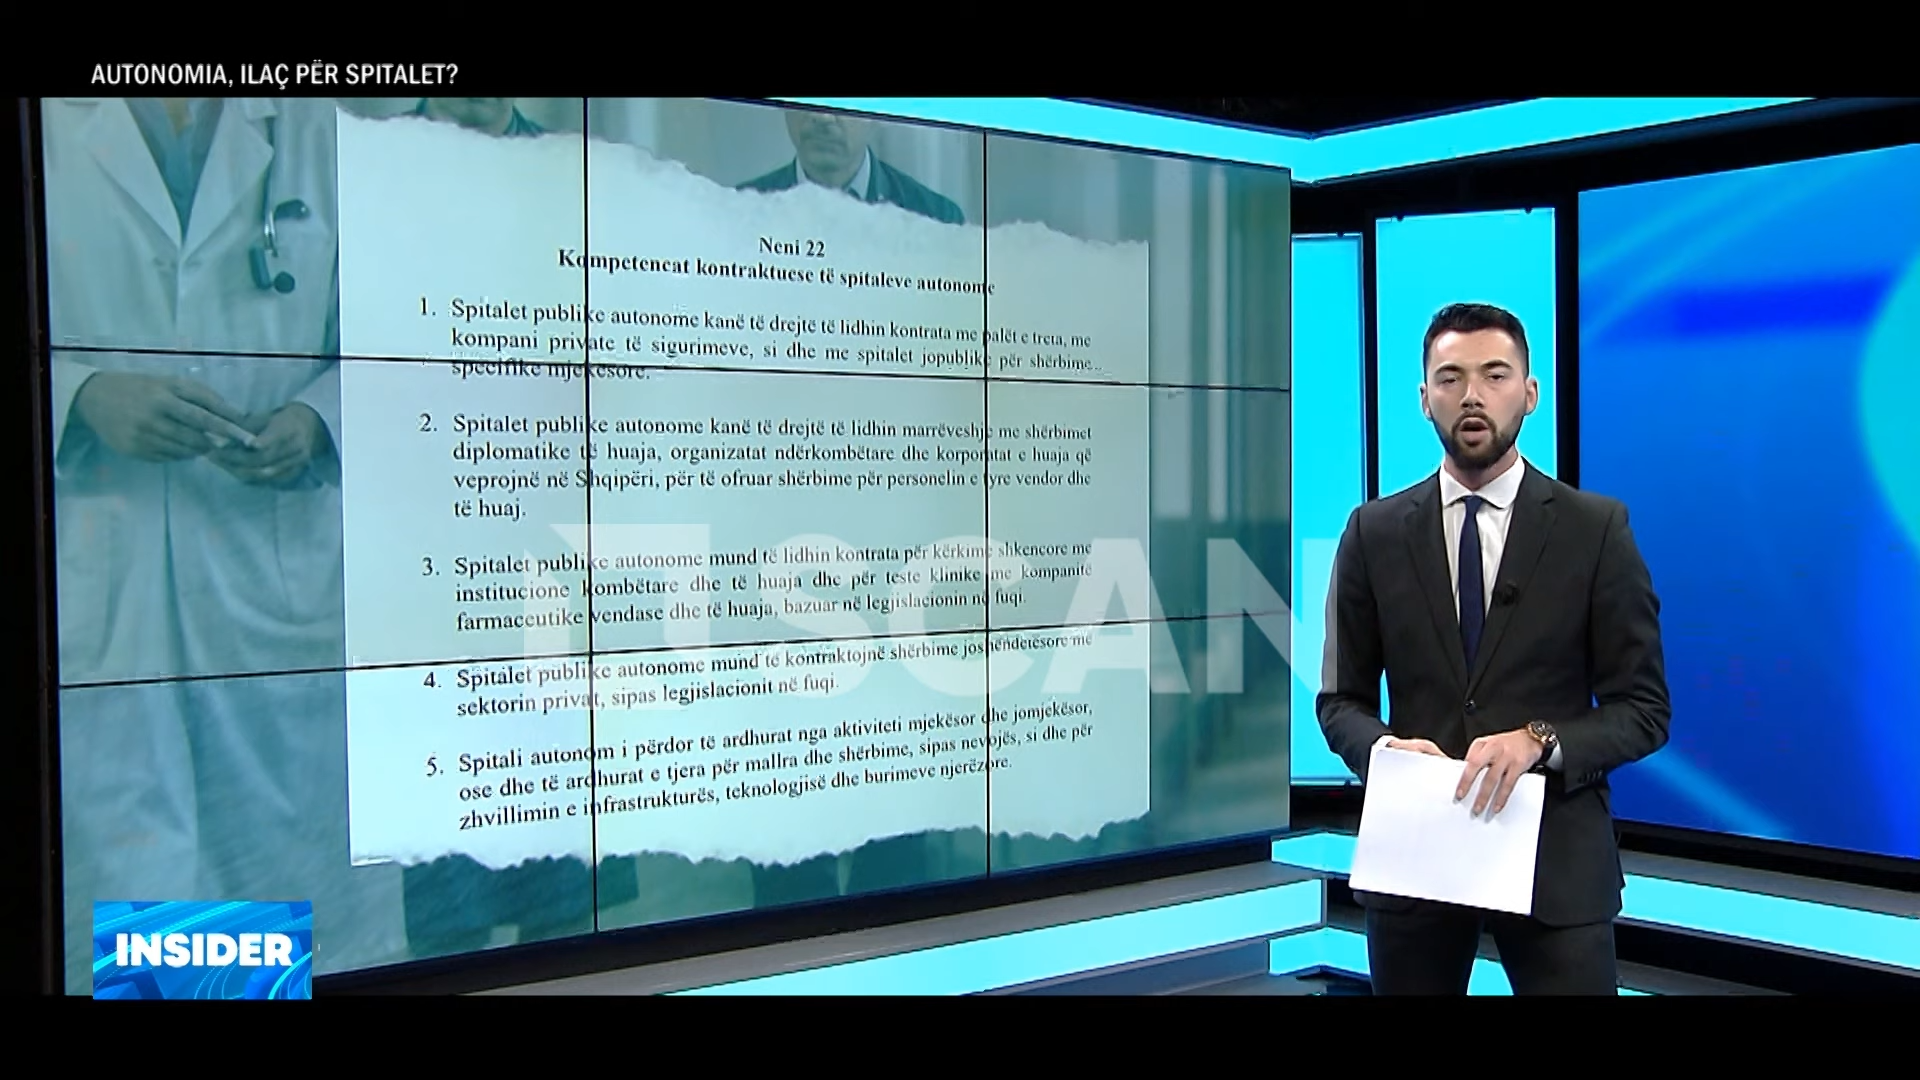 AUTONOMIA, ILAÇ PËR SPITALET?
Neni 22
Kompetencat kontraktuese të spitaleve autonome
1. Spitalet publike autonome kanë të drejtë të lidhin kontrata me palët e treta, me
kompani private të sigurimeve, si dhe me spitalet jopublike për shërbime
specifike mjekësore.
2. Spitalet publike autonome kanë të drejtë të lidhin marrëveshje me shërbimet
diplomatike të huaja, organizatat ndërkombëtare dhe korporatat e huaja që
veprojnë në Shqipëri, për të ofruar shërbime për personelin e tyre vendor dhe
të huaj.
3. Spitalet publike autonome mund të lidhin kontrata për kërkime shkencore me
institucione kombëtare dhe të huaja dhe për teste klinike me kompanitë
farmaceutike vendase dhe të huaja, bazuar në legjislacionin në fuqi.
4. Spitalet publike autonome mund të kontraktojnë shërbime joshëndetësore me
sektorin privat, sipas legjislacionit në fuqi.
5. Spitali autonom i përdor të ardhurat nga aktiviteti mjekësor dhe jomjekësor,
ose dhe të ardhurat e tjera për mallra dhe shërbime, sipas nevojës, si dhe për
zhvillimin e infrastrukturës, teknologjisë dhe burimeve njerëzore.
SCAN
INSIDER